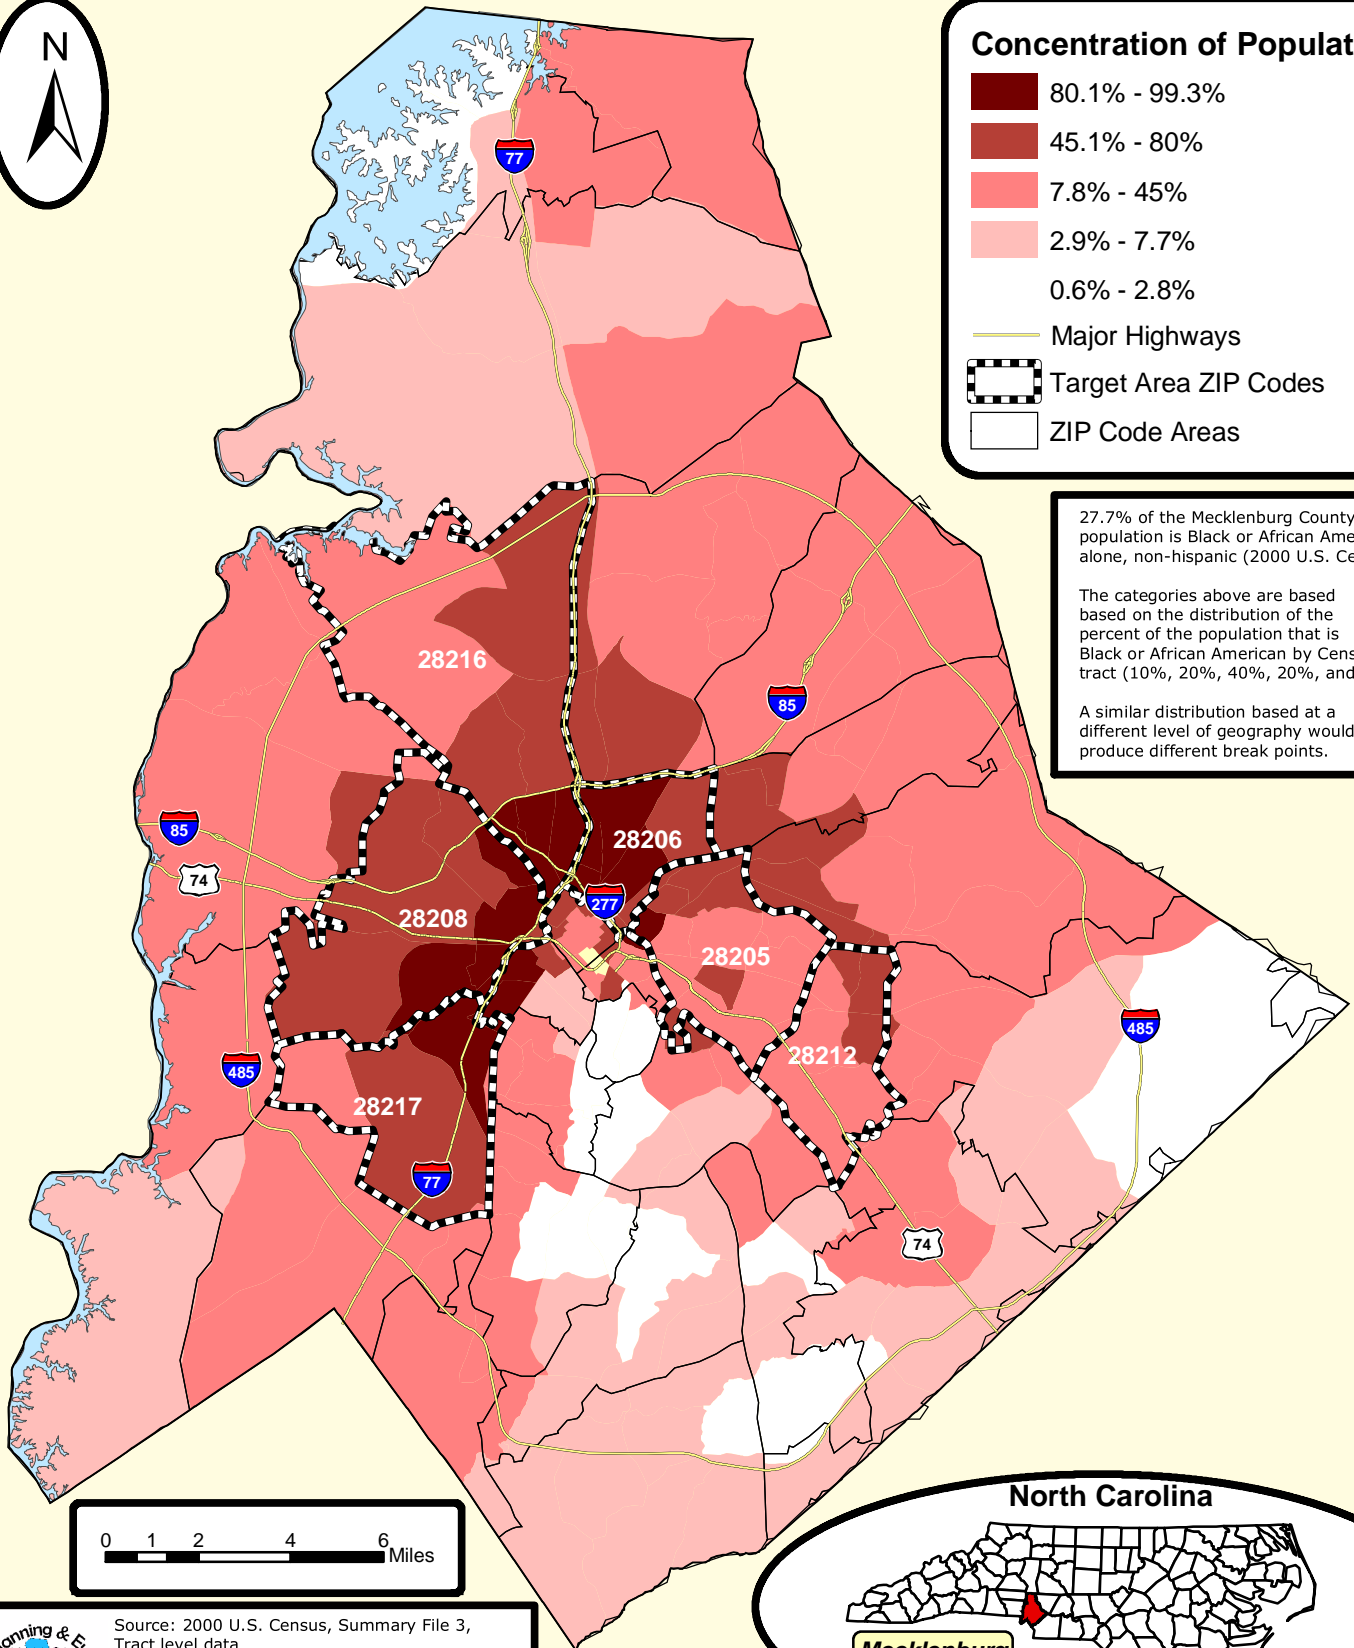 N
Concentration of
80.1% - 99.3%
45.1% - 80%
7.8% - 45%
2.9% - 7.7%
0.6% - 2.8%
Major Highways
Target Area ZIP Codes
ZIP Code Areas
27.7% of the Mecklenburg County
population is Black or African
alone, non-hispanic (2000 U.S.
The categories above are based
based on the distribution of the
percent of the population that is
Black or African American by
tract (10%, 20%, 40%, 20%, and
A similar distribution based at a
different level of geography would
produce different break points.
77
28216
85
85
28206
74
277
28208
28205
485
28212
485
28217
77
74
0 1 2 4 6
Miles
North Carolina
Mecklenburg
Source: 2000 U.S. Census, Summary File 3,
Tract level data